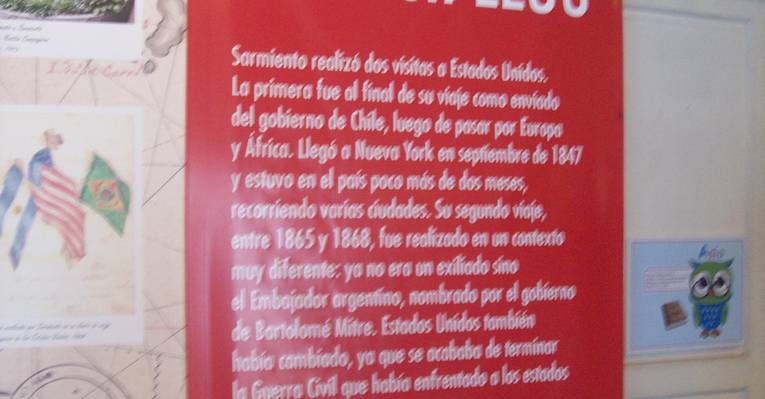 Sarmiento realizó dos visitas a Estados Unidos.
La primera fue al final de su viaje como enviado
del gobierno de Chile, luego de pasar por Europa
y África. Llegó a Nueva York en septiembre de 1847
y estuvo en el país poco más de dos meses,
recorriendo varias ciudades. Su segundo viaje,
entre 1865 y 1868, fue realizado en un contexto
muy diferente: ya no era un exiliado sino
el Embajador argentino, nombrado por el gobierno
de Bartolomé Mitre. Estados Unidos también
había cambiado, ya que se acababa de terminar
la Guerra Civil que había enfrentado a los estados